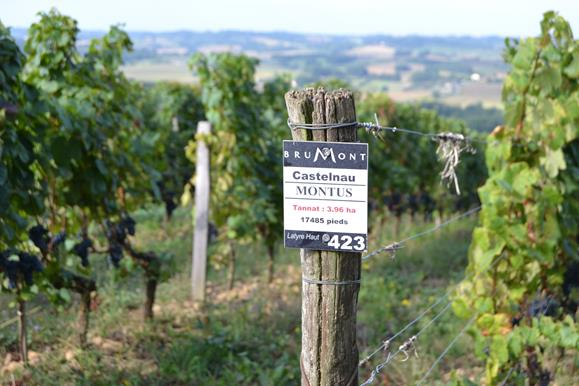 BRUMONT
Castelnau
MONTUS
Tannat : 3.96 ha
17485 pieds
Latyre Haut 423